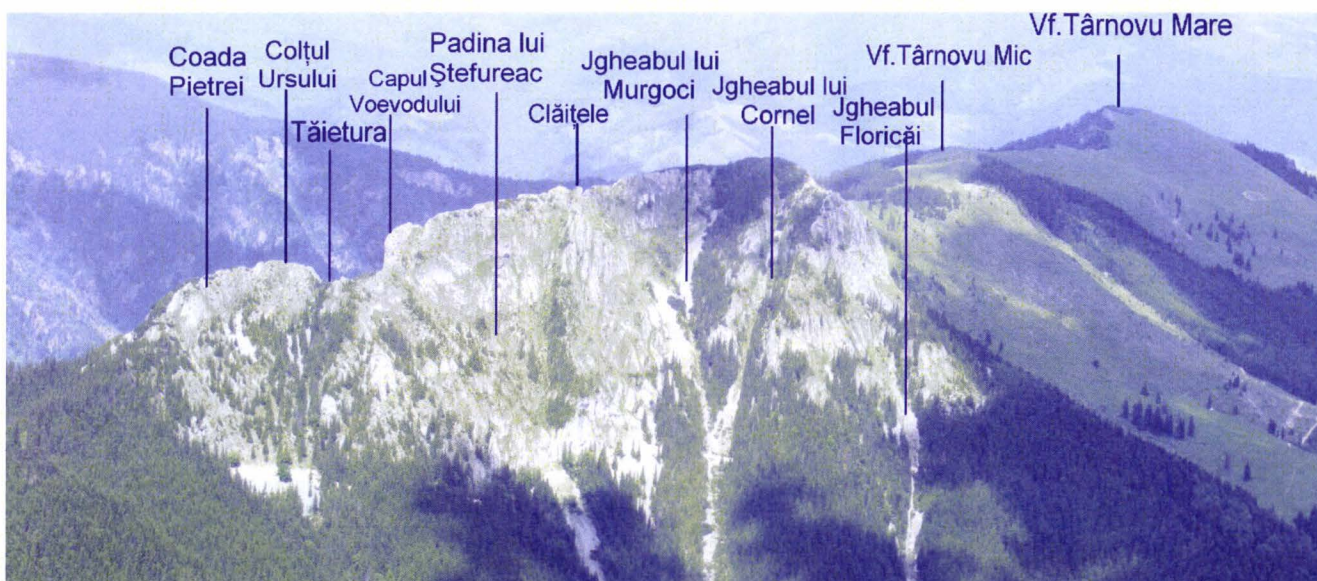 Coada
Pietrei
Colțul
Ursului
Tăietura
Capul
Voevodului
Padina lui
Ştefureac
Clăițele
Jgheabul lui
Murgoci
Jgheabul lui
Cornel
Jgheabul
Floricăi
Vf.Târnovu Mic
Vf.Târnovu Mare